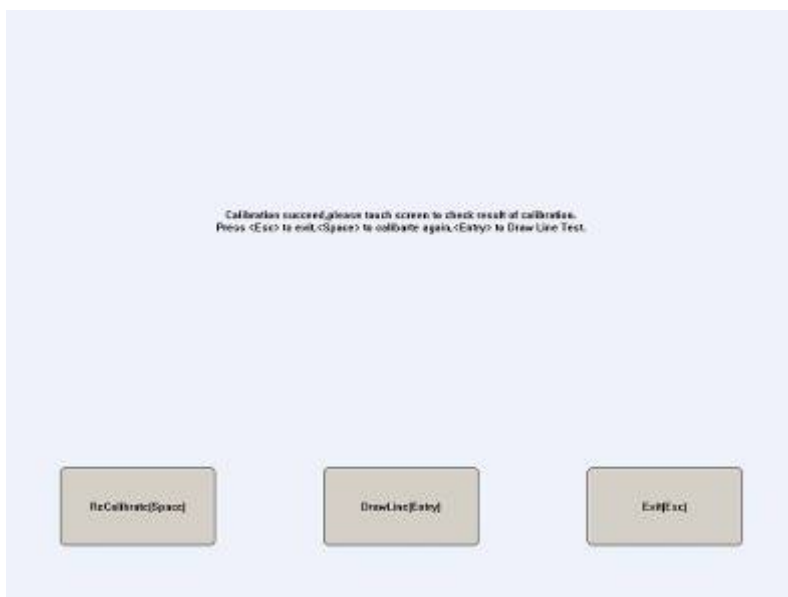 Calibration succeed,please touch screen to check result of calibration.
Press <Esc> to exit,<Space> to calibarte again,<Entry> to Draw Line Test.
ReCalibrate(Space)
DrawLine(Entry)
Exit(Esc)